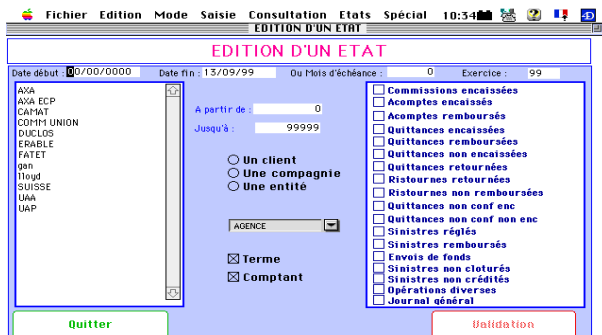 Fichier Edition Mode Saisie Consultation Etats Spécial 10:34
EDITION D'UN ETAT
EDITION D'UN ETAT
Date début : 00/00/0000 Date fin : 13/09/99 Ou Mois d'échéance : 0 Exercice : 99
AXA
AXA ECP
CAMAT
COMM UNION
DUCLOS
ERABLE
FATET
gan
lloyd
SUISSE
UAA
UAP
A partir de : 0
Jusqu'à : 99999
Un client
Une compagnie
Une entité
AGENCE
Terme
Comptant
Commissions encaissées
Acomptes encaissés
Acomptes remboursés
Quittances encaissées
Quittances remboursées
Quittances non encaissées
Quittances retournées
Ristournes retournées
Ristournes non remboursées
Quittances non conf enc
Quittances non conf non enc
Sinistres réglés
Sinistres remboursés
Envois de fonds
Sinistres non cloturés
Sinistres non crédités
Opérations diverses
Journal général
Quitter
Validation